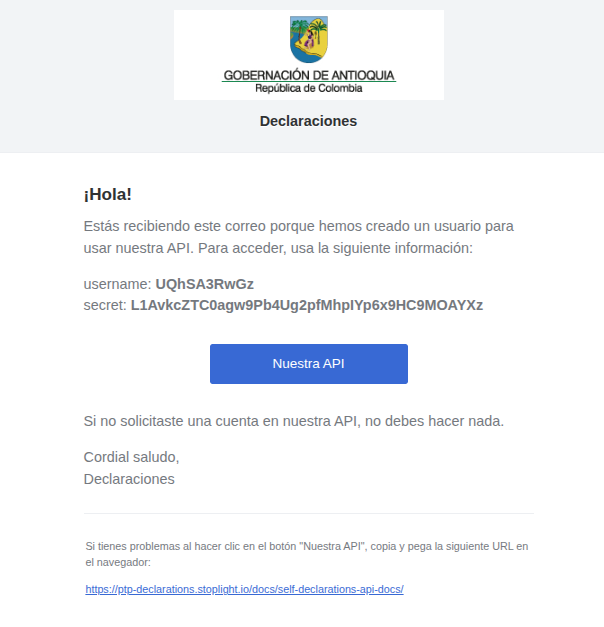 GOBERNACIÓN DE ANTIOQUIA
República de Colombia
Declaraciones
¡Hola!
Estás recibiendo este correo porque hemos creado un usuario para
usar nuestra API. Para acceder, usa la siguiente información:
username: UQhSA3RwGz
secret: L1AvkcZTC0agw9Pb4Ug2pfMhpIYp6x9HC9MOAYXz
Nuestra API
Si no solicitaste una cuenta en nuestra API, no debes hacer nada.
Cordial saludo,
Declaraciones
Si tienes problemas al hacer clic en el botón "Nuestra API", copia y pega la siguiente URL en
el navegador:
https://ptp-declarations.stoplight.io/docs/self-declarations-api-docs/